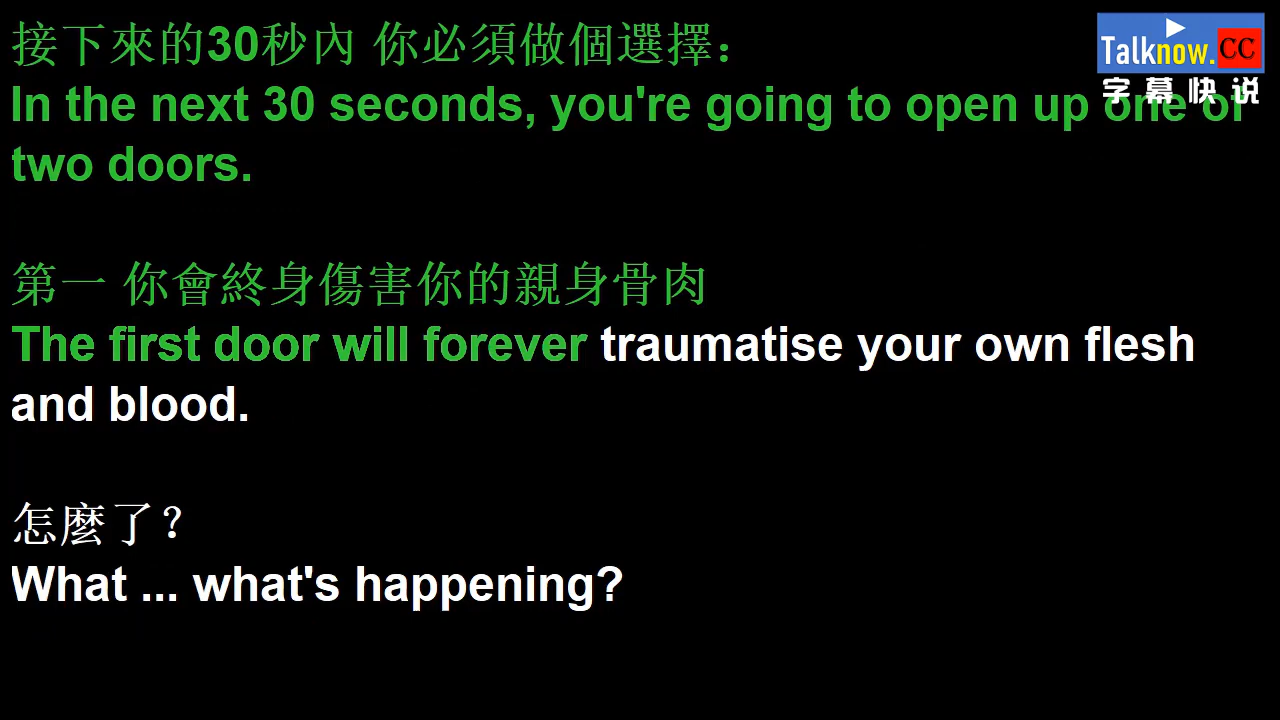 接下來的30秒內 你必須做個選擇：
In the next 30 seconds, you're going to open up one or
two doors.
第一 你會終身傷害你的親身骨肉
The first door will forever traumatise your own flesh
and blood.
怎麼了？
What ... what's happening?
Talknow.CC
字幕快说